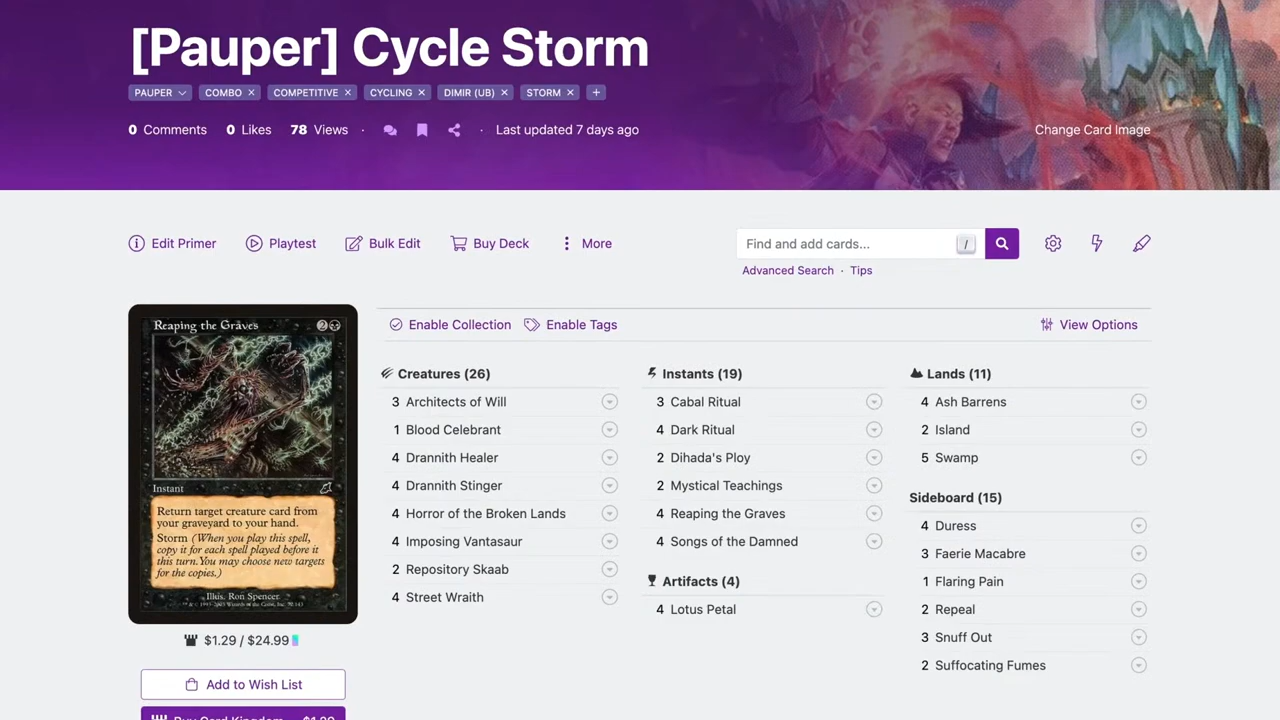 [Pauper] Cycle Storm
PAUPER COMBO × COMPETITIVE × CYCLING × DIMIR (UB) × STORM × +
0 Comments 0 Likes 78 Views · · Last updated 7 days ago
Change Card Image
Edit Primer Playtest Bulk Edit Buy Deck More
Find and add cards... /
Advanced Search · Tips
Reaping the Graves 2
Instant
Return target creature card from
your graveyard to your hand.
Storm (When you play this spell,
copy it for each spell played before it
this turn.You may choose new targets
for the copies.)
Illus. Ron Spencer
$1.29 / $24.99
Add to Wish List
Buy Card Kingdom $1.29
Enable Collection Enable Tags
View Options
Creatures (26)
3 Architects of Will
1 Blood Celebrant
4 Drannith Healer
4 Drannith Stinger
4 Horror of the Broken Lands
4 Imposing Vantasaur
2 Repository Skaab
4 Street Wraith
Instants (19)
3 Cabal Ritual
4 Dark Ritual
2 Dihada's Ploy
2 Mystical Teachings
4 Reaping the Graves
4 Songs of the Damned
Artifacts (4)
4 Lotus Petal
Lands (11)
4 Ash Barrens
2 Island
5 Swamp
Sideboard (15)
4 Duress
3 Faerie Macabre
1 Flaring Pain
2 Repeal
3 Snuff Out
2 Suffocating Fumes